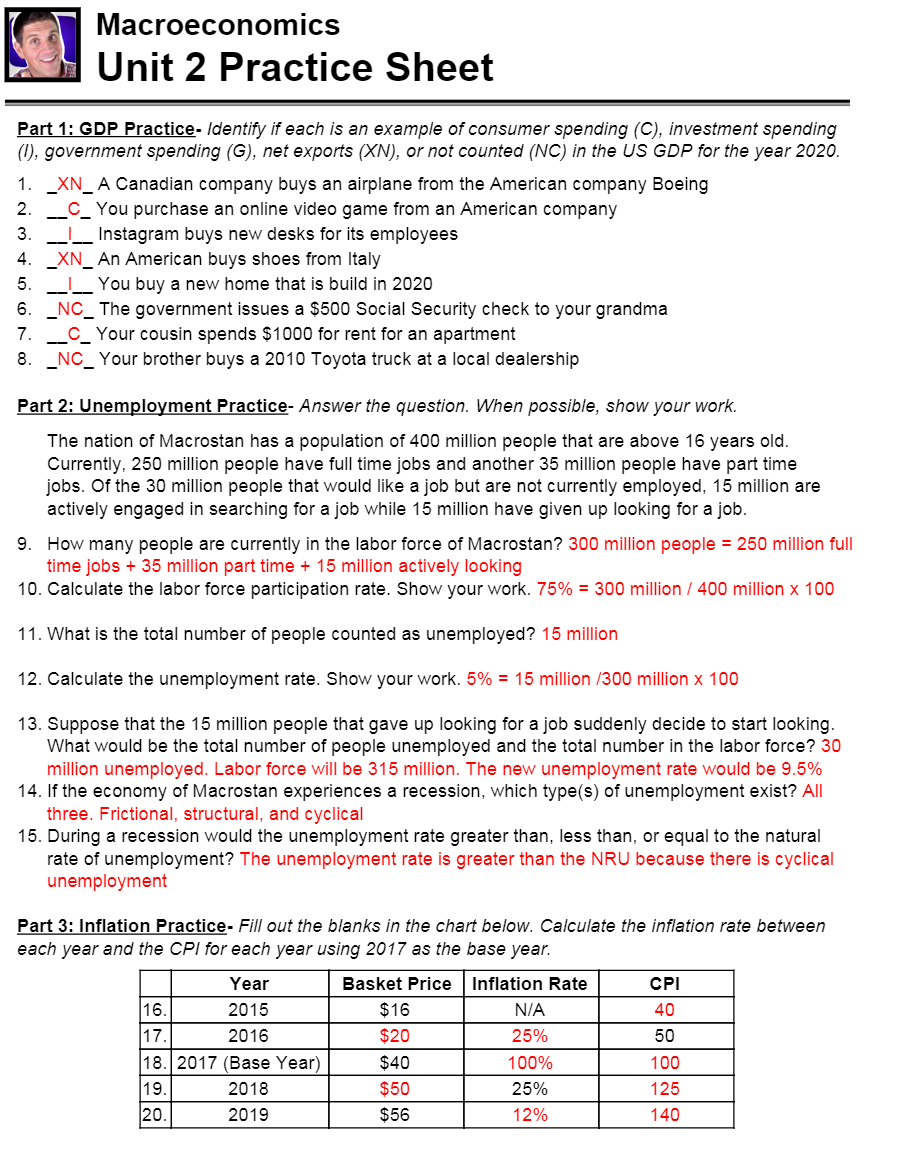 Macroeconomics
Unit 2 Practice Sheet
Part 1: GDP Practice- Identify if each is an example of consumer spending (C), investment spending
(I), government spending (G), net exports (XN), or not counted (NC) in the US GDP for the year 2020.
1. _XN_ A Canadian company buys an airplane from the American company Boeing
2. __C_ You purchase an online video game from an American company
3. __I__ Instagram buys new desks for its employees
4. _XN_ An American buys shoes from Italy
5. __I__ You buy a new home that is build in 2020
6. _NC_ The government issues a $500 Social Security check to your grandma
7. __C_ Your cousin spends $1000 for rent for an apartment
8. _NC_ Your brother buys a 2010 Toyota truck at a local dealership
Part 2: Unemployment Practice- Answer the question. When possible, show your work.
The nation of Macrostan has a population of 400 million people that are above 16 years old.
Currently, 250 million people have full time jobs and another 35 million people have part time
jobs. Of the 30 million people that would like a job but are not currently employed, 15 million are
actively engaged in searching for a job while 15 million have given up looking for a job.
9. How many people are currently in the labor force of Macrostan? 300 million people = 250 million full
time jobs + 35 million part time + 15 million actively looking
10. Calculate the labor force participation rate. Show your work. 75% = 300 million / 400 million x 100
11. What is the total number of people counted as unemployed? 15 million
12. Calculate the unemployment rate. Show your work. 5% = 15 million /300 million x 100
13. Suppose that the 15 million people that gave up looking for a job suddenly decide to start looking.
What would be the total number of people unemployed and the total number in the labor force? 30
million unemployed. Labor force will be 315 million. The new unemployment rate would be 9.5%
14. If the economy of Macrostan experiences a recession, which type(s) of unemployment exist? All
three. Frictional, structural, and cyclical
15. During a recession would the unemployment rate greater than, less than, or equal to the natural
rate of unemployment? The unemployment rate is greater than the NRU because there is cyclical
unemployment
Part 3: Inflation Practice- Fill out the blanks in the chart below. Calculate the inflation rate between
each year and the CPI for each year using 2017 as the base year.
Year Basket Price Inflation Rate CPI
16. 2015 $16 N/A 40
17. 2016 $20 25% 50
18. 2017 (Base Year) $40 100% 100
19. 2018 $50 25% 125
20. 2019 $56 12% 140